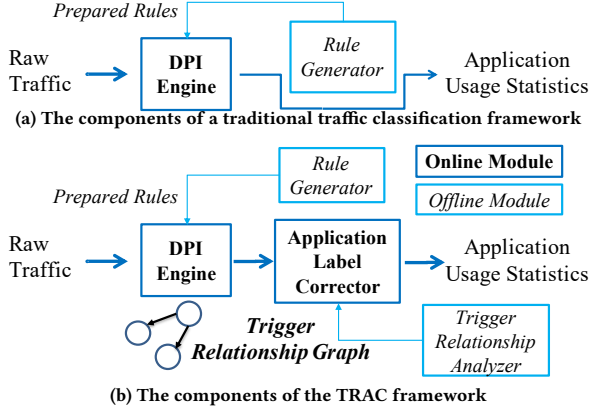 Prepared Rules
Raw
Traffic
DPI
Engine
Rule
Generator
Application
Usage Statistics
(a) The components of a traditional traffic classification framework
Rule
Generator
Online Module
Offline Module
Prepared Rules
Raw
Traffic
DPI
Engine
Application
Label
Corrector
Application
Usage Statistics
Trigger
Relationship Graph
Trigger
Relationship
Analyzer
(b) The components of the TRAC framework